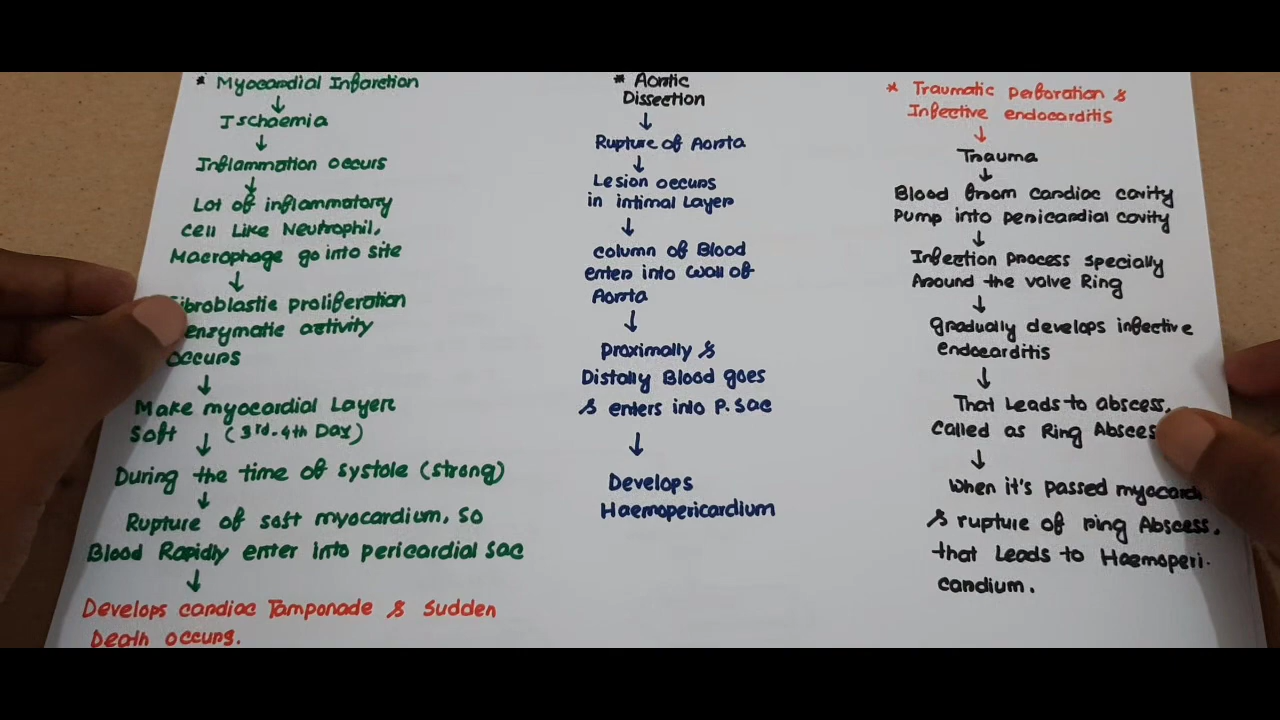 * Myocardial Infarction
↓
Ischaemia
↓
Inflammation occurs
↓
Lot of inflammatory
cell Like Neutrophil,
Macrophage go into site
↓
Fibroblastic proliferation
enzymatic activity
occurs
↓
Make myocardial Layer
soft (3rd-4th Day)
↓
During the time of systole (strong)
↓
Rupture of soft myocardium, So
Blood Rapidly enter into pericardial sac
↓
Develops cardiac Tamponade & Sudden
Death occurs.
* Aortic
Dissection
↓
Rupture of Aorta
↓
Lesion occurs
in intimal Layer
↓
column of Blood
enter into wall of
Aorta
↓
Proximally &
Distally Blood goes
& enters into P. Sac
↓
Develops
Haemopericardium
* Traumatic perforation &
Infective endocarditis
↓
Trauma
↓
Blood from cardiac cavity
Pump into pericardial cavity
↓
Infection process specially
Around the valve Ring
↓
gradually develops infective
endocarditis
↓
That Leads to abscess,
called as Ring Abscess
↓
When it's passed myocardi
& rupture of ring Abscess.
that Leads to Haemoperi-
cardium.